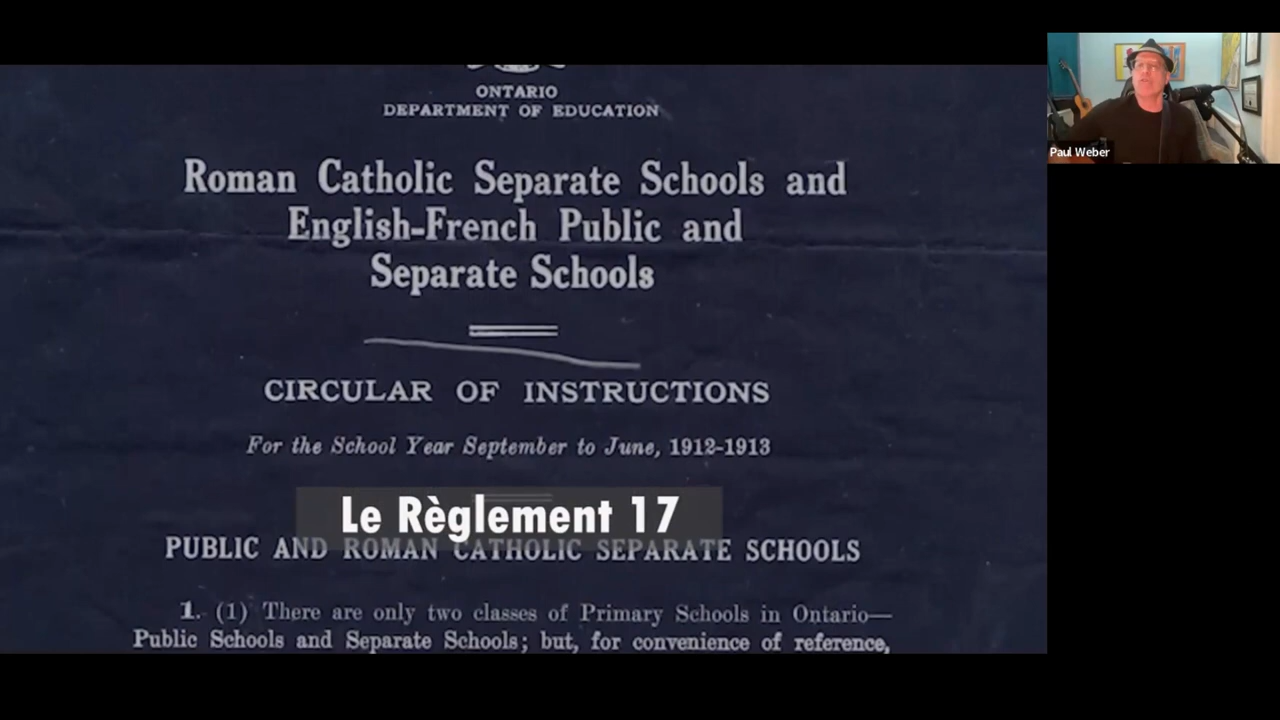 ONTARIO
DEPARTMENT OF EDUCATION
Roman Catholic Separate Schools and
English-French Public and
Separate Schools
CIRCULAR OF INSTRUCTIONS
For the School Year September to June, 1912-1913
Le Règlement 17
PUBLIC AND ROMAN CATHOLIC SEPARATE SCHOOLS
1. (1) There are only two classes of Primary Schools in Ontario—
Public Schools and Separate Schools; but, for convenience of reference,
Paul Weber